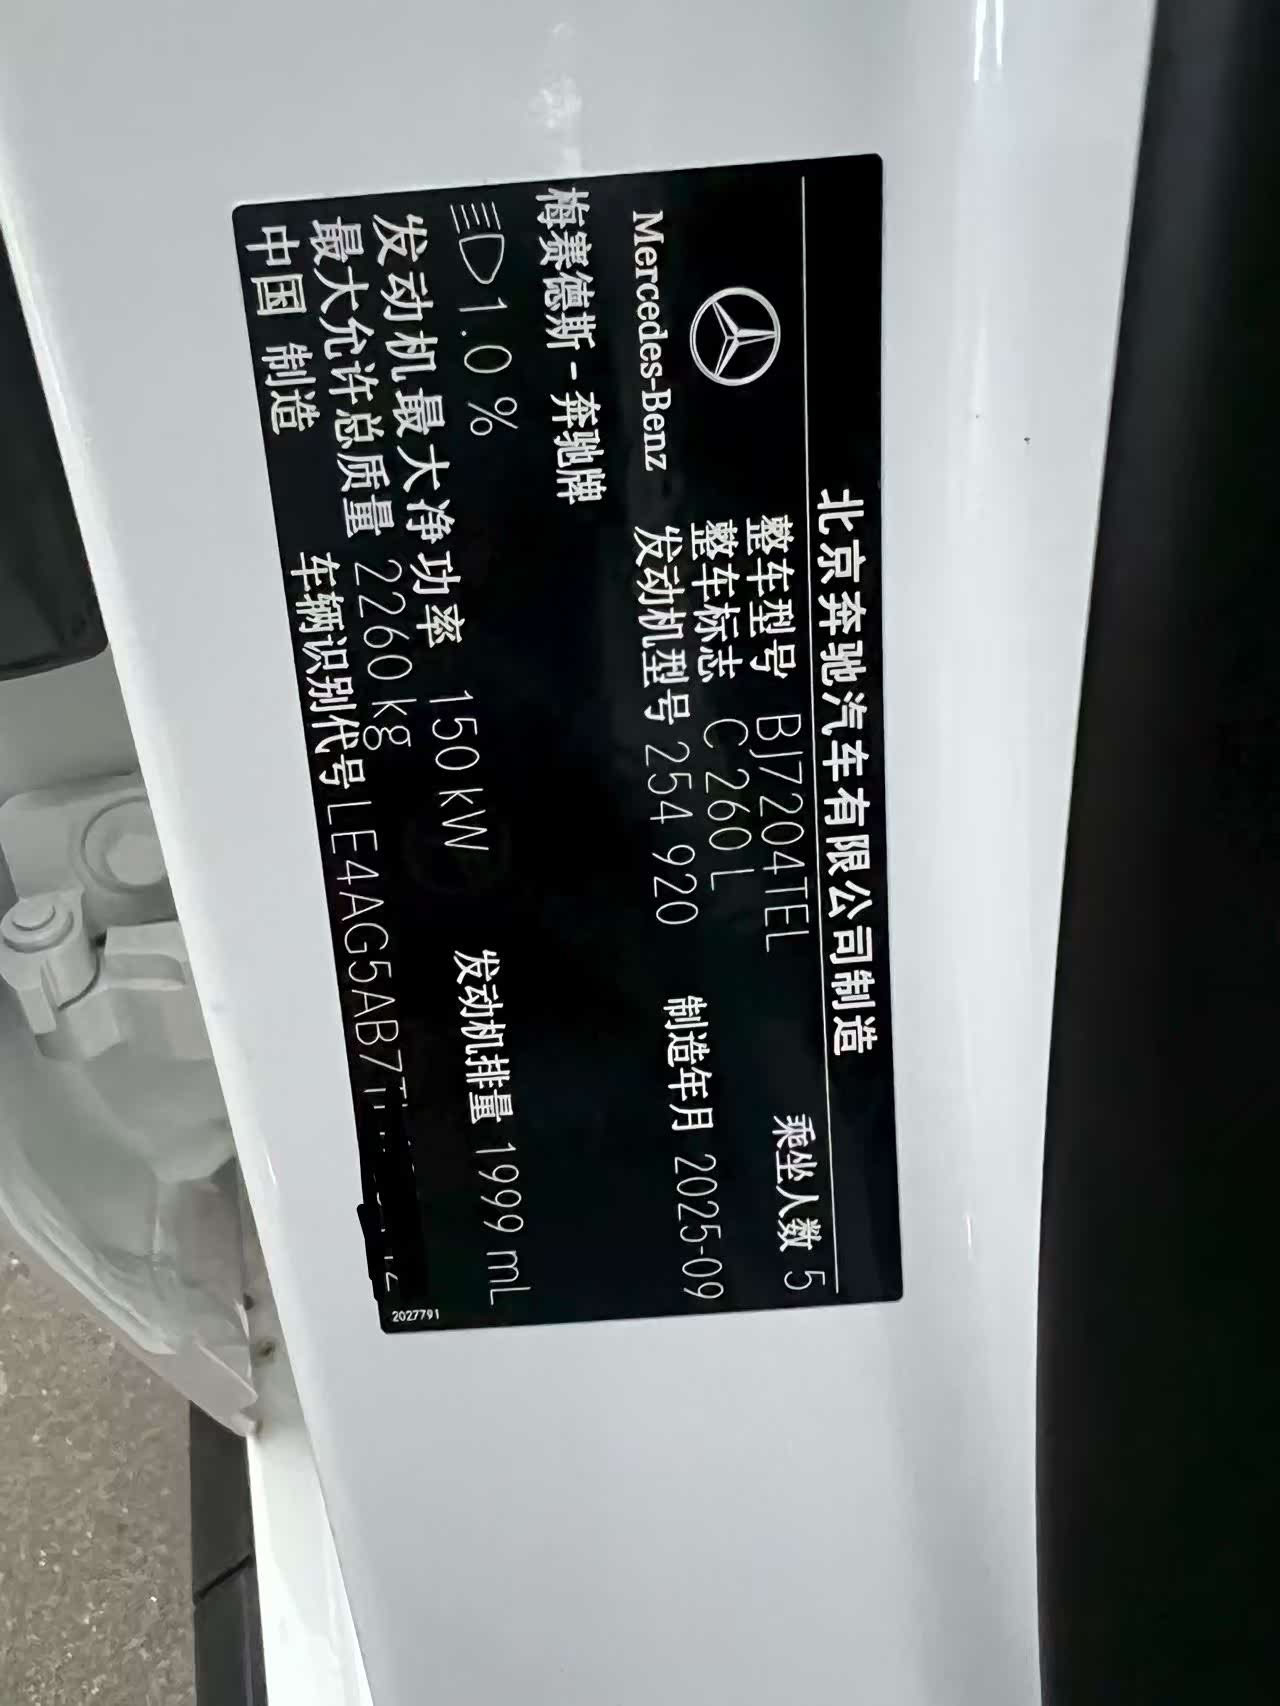 北京奔驰汽车有限公司制造
整车型号 BJ7204TEL 乘坐人数 5
整车标志 C 260 L
Mercedes-Benz 发动机型号 254 920 制造年月 2025-09
梅赛德斯-奔驰牌
1.0 %
发动机最大净功率 150 kW 发动机排量 1999 mL
最大允许总质量 2260 kg
车辆识别代号 LE4AG5AB7
中国 制造
2027791